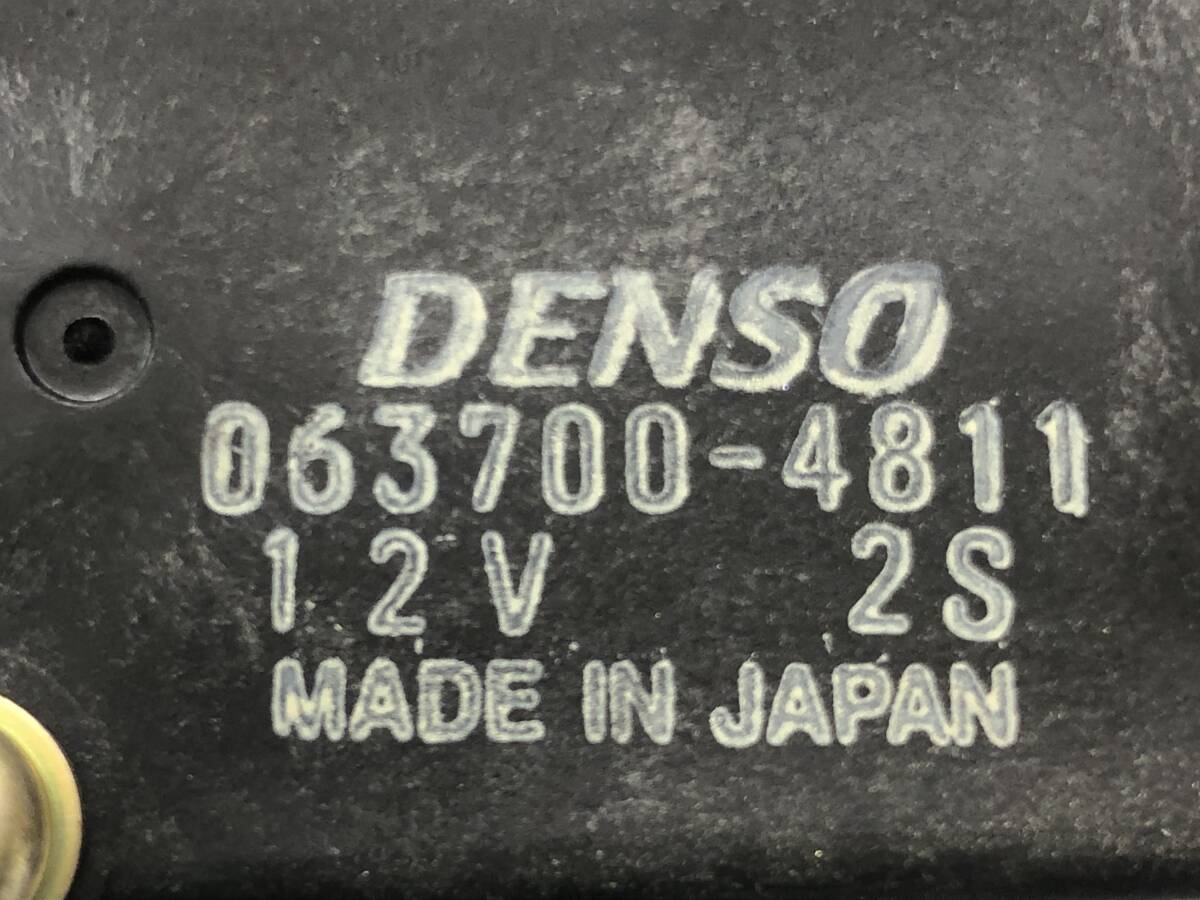 DENSO
063700-4811
12V 2S
MADE IN JAPAN